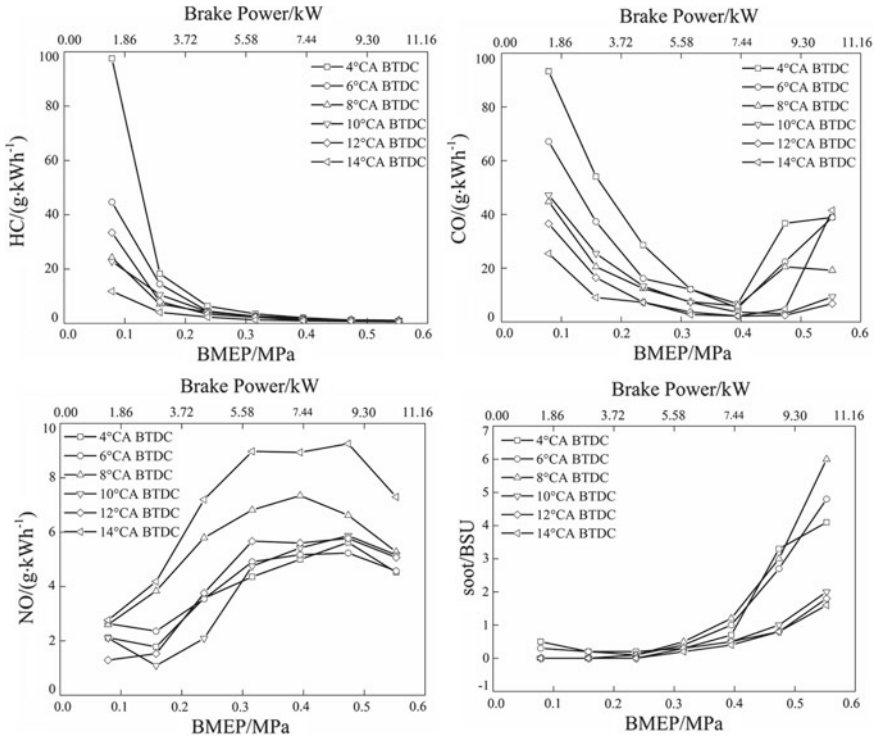 Brake Power/kW
0.00 1.86 3.72 5.58 7.44 9.30 11.16
100
80
60
40
20
0
HC/(g·kWh⁻¹)
4°CA BTDC
6°CA BTDC
8°CA BTDC
10°CA BTDC
12°CA BTDC
14°CA BTDC
0.0 0.1 0.2 0.3 0.4 0.5 0.6
BMEP/MPa
Brake Power/kW
0.00 1.86 4.72 5.58 7.44 9.30 11.16
100
80
60
40
20
0
CO/(g·kWh⁻¹)
4°CA BTDC
6°CA BTDC
8°CA BTDC
10°CA BTDC
12°CA BTDC
14°CA BTDC
0.0 0.1 0.2 0.3 0.4 0.5 0.6
BMEP/MPa
Brake Power/kW
0.00 1.86 3.72 5.58 7.44 9.30 11.16
10
8
6
4
2
0
NO/(g·kWh⁻¹)
4°CA BTDC
6°CA BTDC
8°CA BTDC
10°CA BTDC
12°CA BTDC
14°CA BTDC
0.0 0.1 0.2 0.3 0.4 0.5 0.6
BMEP/MPa
Brake Power/kW
0.00 1.86 3.72 5.58 7.44 9.30 11.16
7
6
5
4
3
2
1
0
-1
soot/BSU
4°CA BTDC
6°CA BTDC
8°CA BTDC
10°CA BTDC
12°CA BTDC
14°CA BTDC
0.0 0.1 0.2 0.3 0.4 0.5 0.6
BMEP/MPa